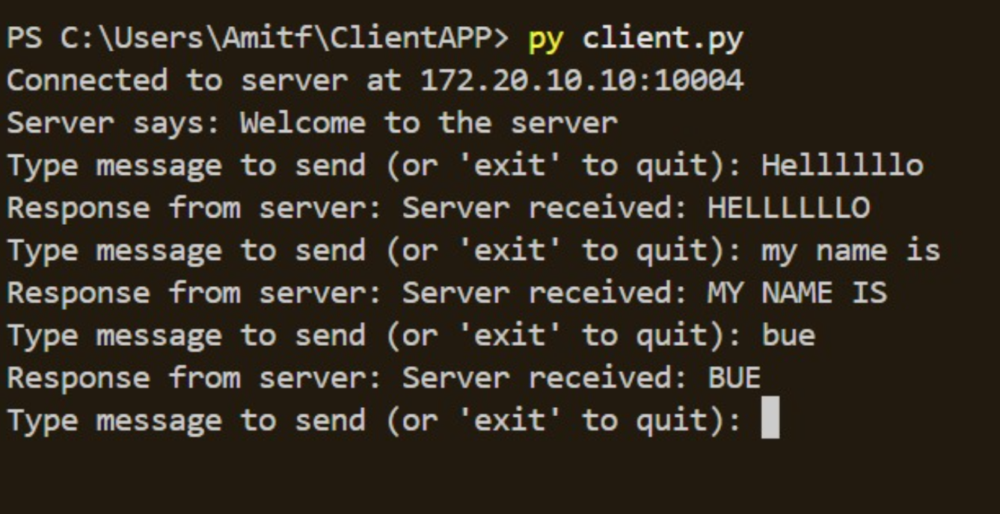 PS C:\Users\Amitf\ClientAPP> py client.py
Connected to server at 172.20.10.10:10004
Server says: Welcome to the server
Type message to send (or 'exit' to quit): Hellllllo
Response from server: Server received: HELLLLLLO
Type message to send (or 'exit' to quit): my name is
Response from server: Server received: MY NAME IS
Type message to send (or 'exit' to quit): bue
Response from server: Server received: BUE
Type message to send (or 'exit' to quit):